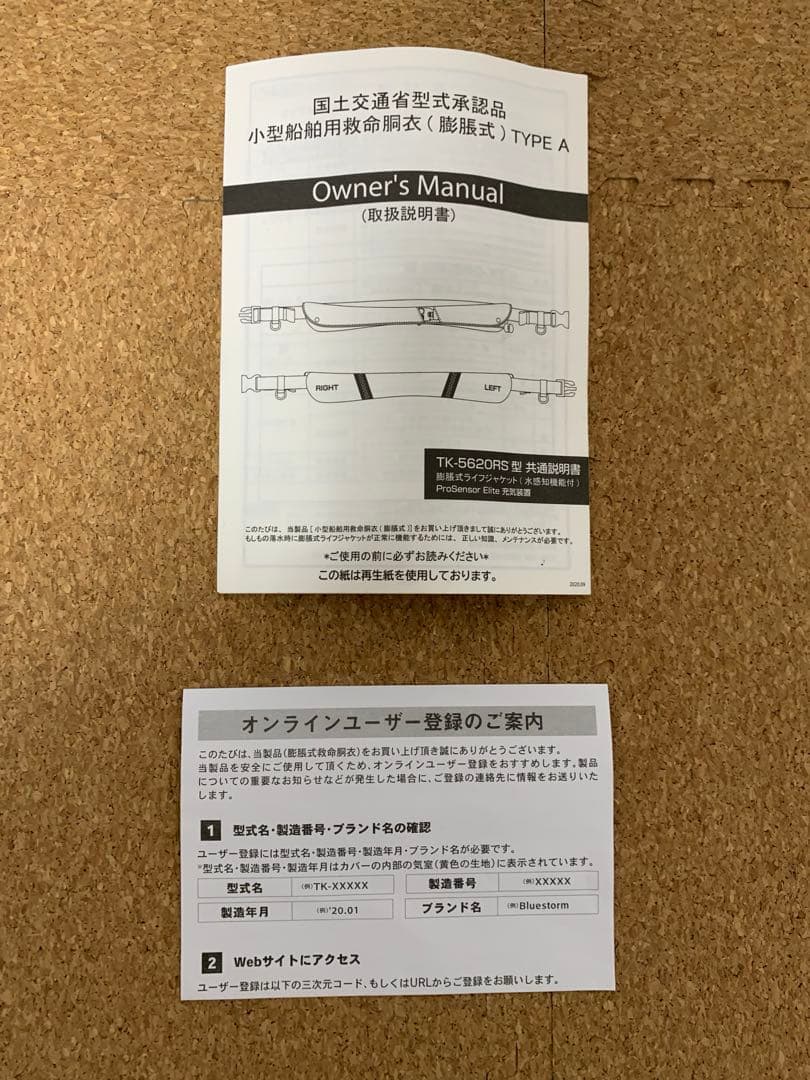 国土交通省型式承認品
小型船舶用救命胴衣(膨脹式)TYPE A
Owner's Manual
(取扱説明書)
RIGHT
LEFT
TK-5620RS型 共通説明書
膨脹式ライフジャケット(水感知機能付)
ProSensor Elite 充気装置
このたびは、当製品[小型船舶用救命胴衣(膨脹式)]をお買い上げ頂きまして誠にありがとうございます。
もしもの落水時に膨脹式ライフジャケットが正常に機能するためには、正しい知識、メンテナンスが必要です。
*ご使用の前に必ずお読みください*
この紙は再生紙を使用しております。
2020.09
オンラインユーザー登録のご案内
このたびは、当製品(膨脹式救命胴衣)をお買い上げ頂き誠にありがとうございます。
当製品を安全にご使用して頂くため、オンラインユーザー登録をおすすめします。製品
についての重要なお知らせなどが発生した場合に、ご登録の連絡先に情報をお送りいた
します。
1 型式名・製造番号・ブランド名の確認
ユーザー登録には型式名・製造番号・製造年月・ブランド名が必要です。
*型式名・製造番号・製造年月はカバーの内部の気室(黄色の生地)に表示されています。
型式名 (例)TK-XXXXX 製造番号 (例)XXXXX
製造年月 (例)'20.01 ブランド名 (例)Bluestorm
2 Webサイトにアクセス
ユーザー登録は以下の三次元コード、もしくはURLからご登録をお願いします。